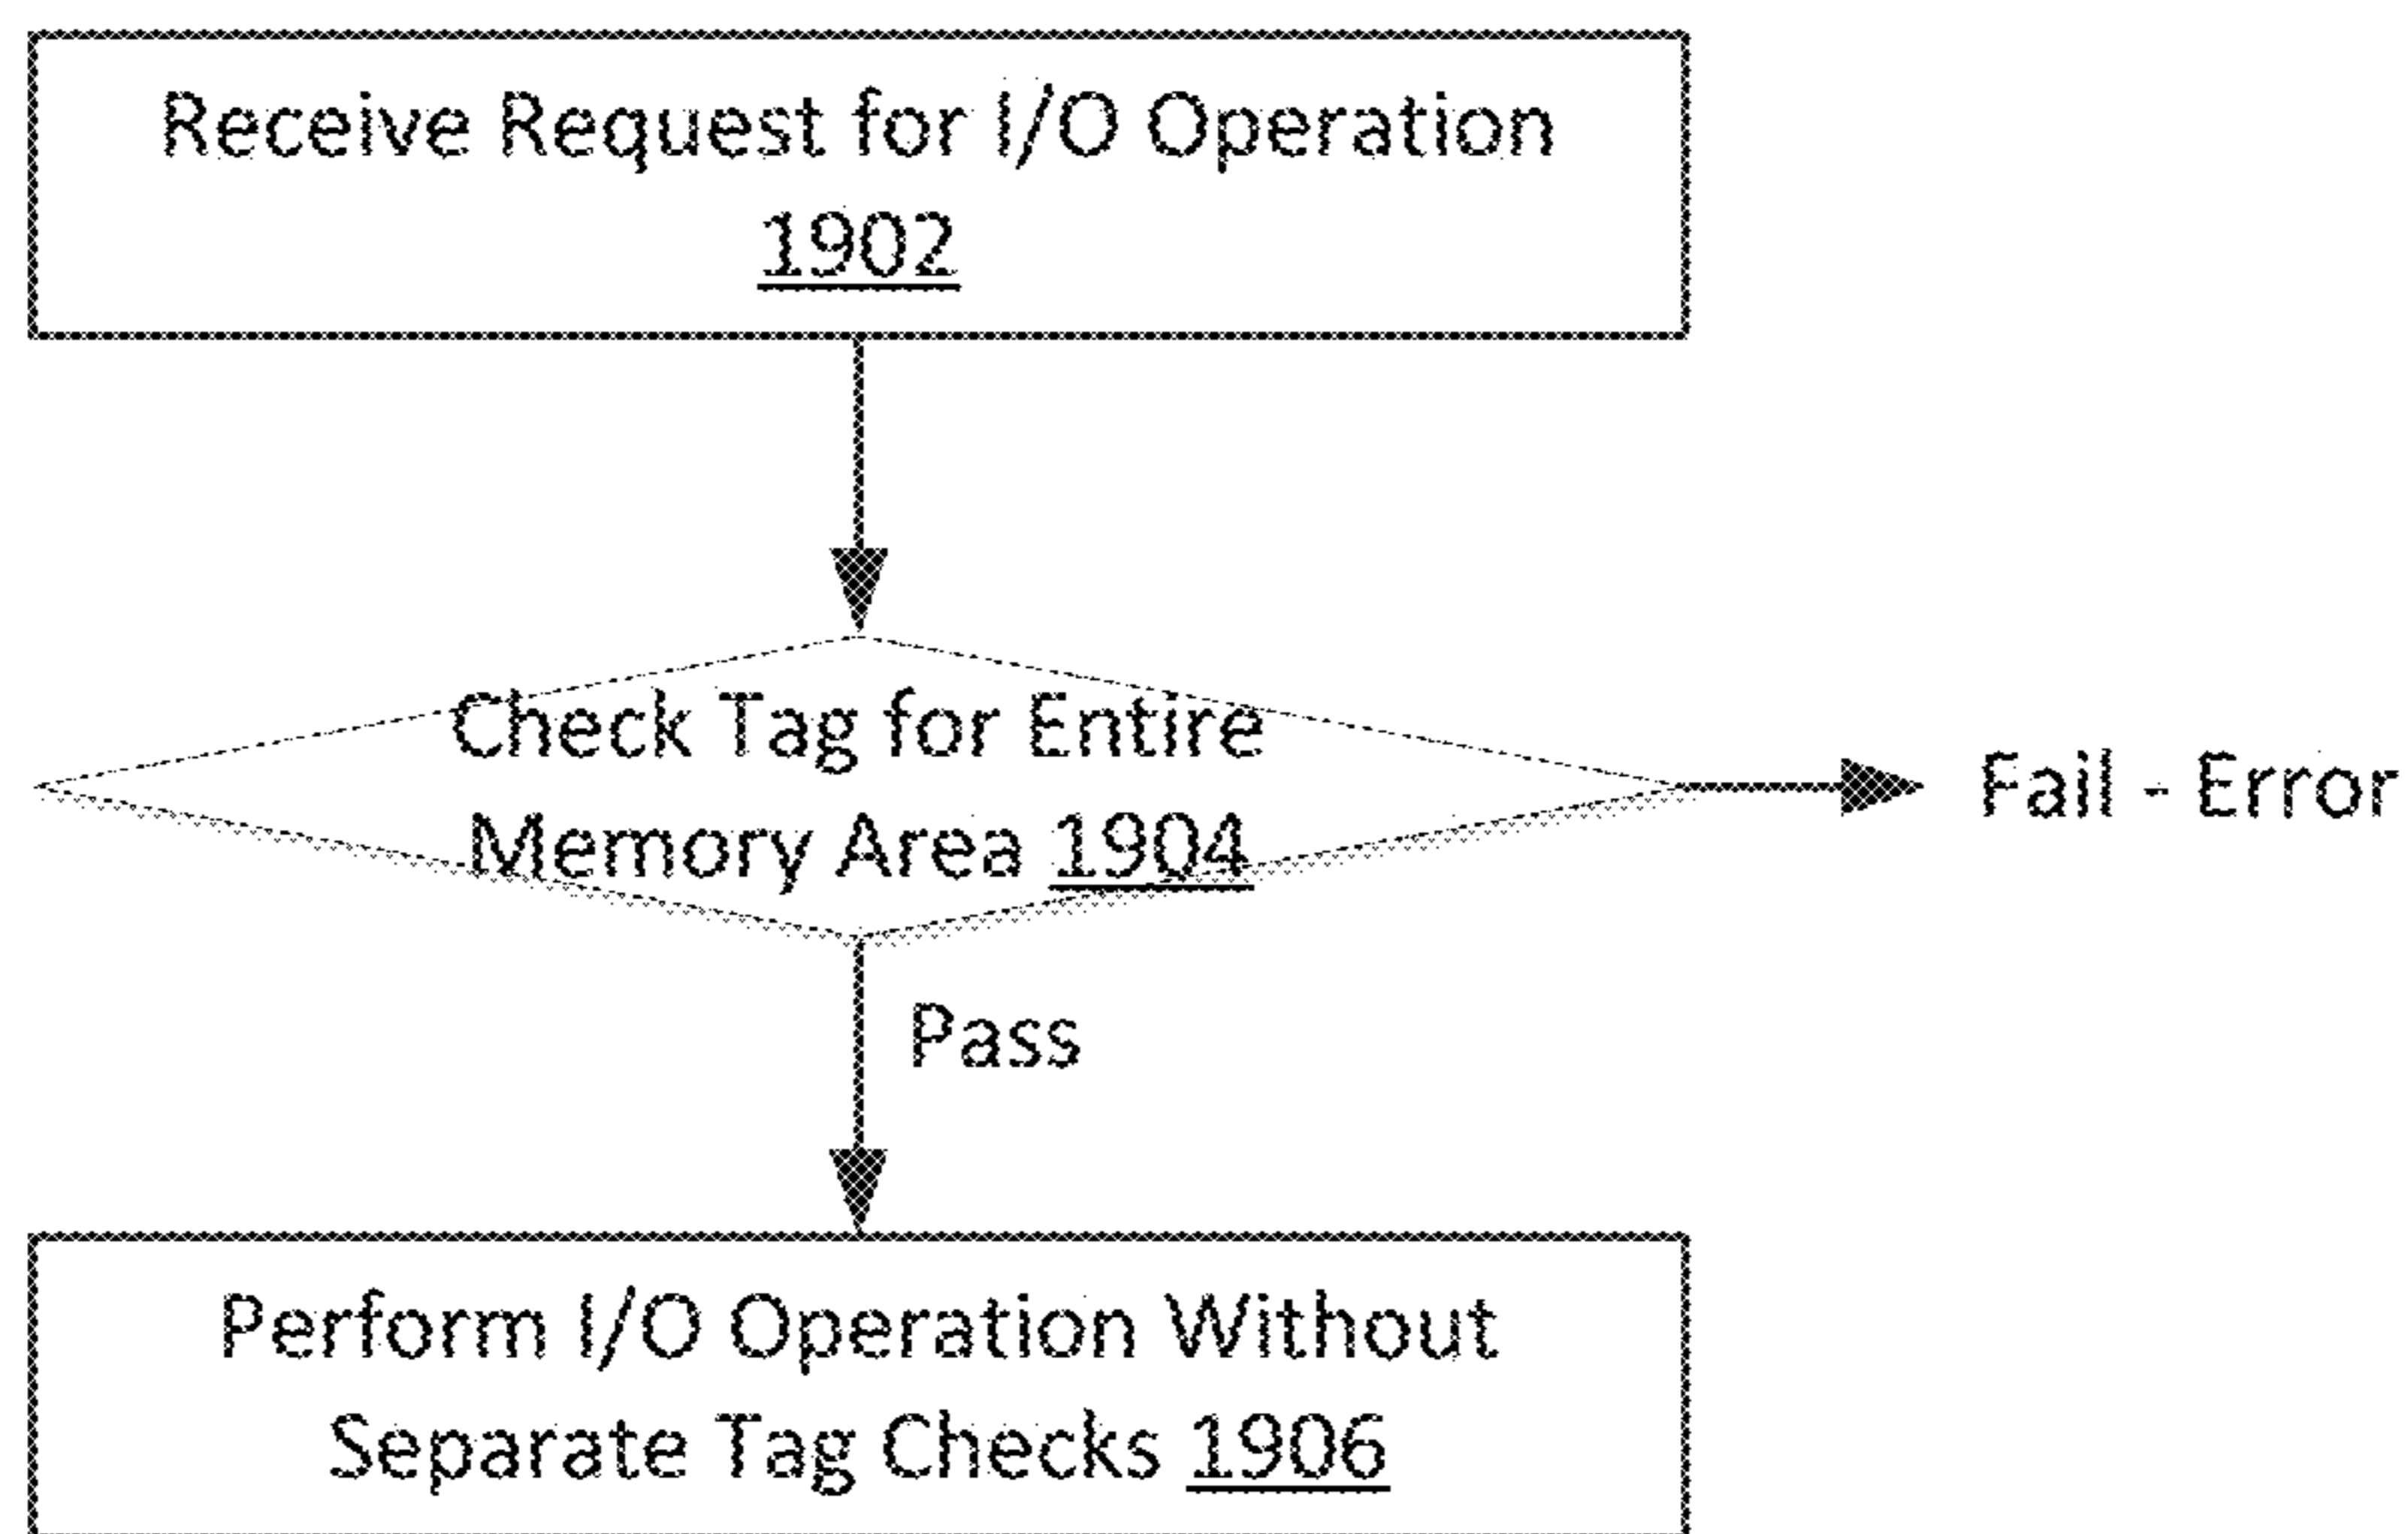 Receive Request for I/O Operation
1902
Check Tag for Entire
Memory Area 1904
Fail - Error
Pass
Perform I/O Operation Without
Separate Tag Checks 1906